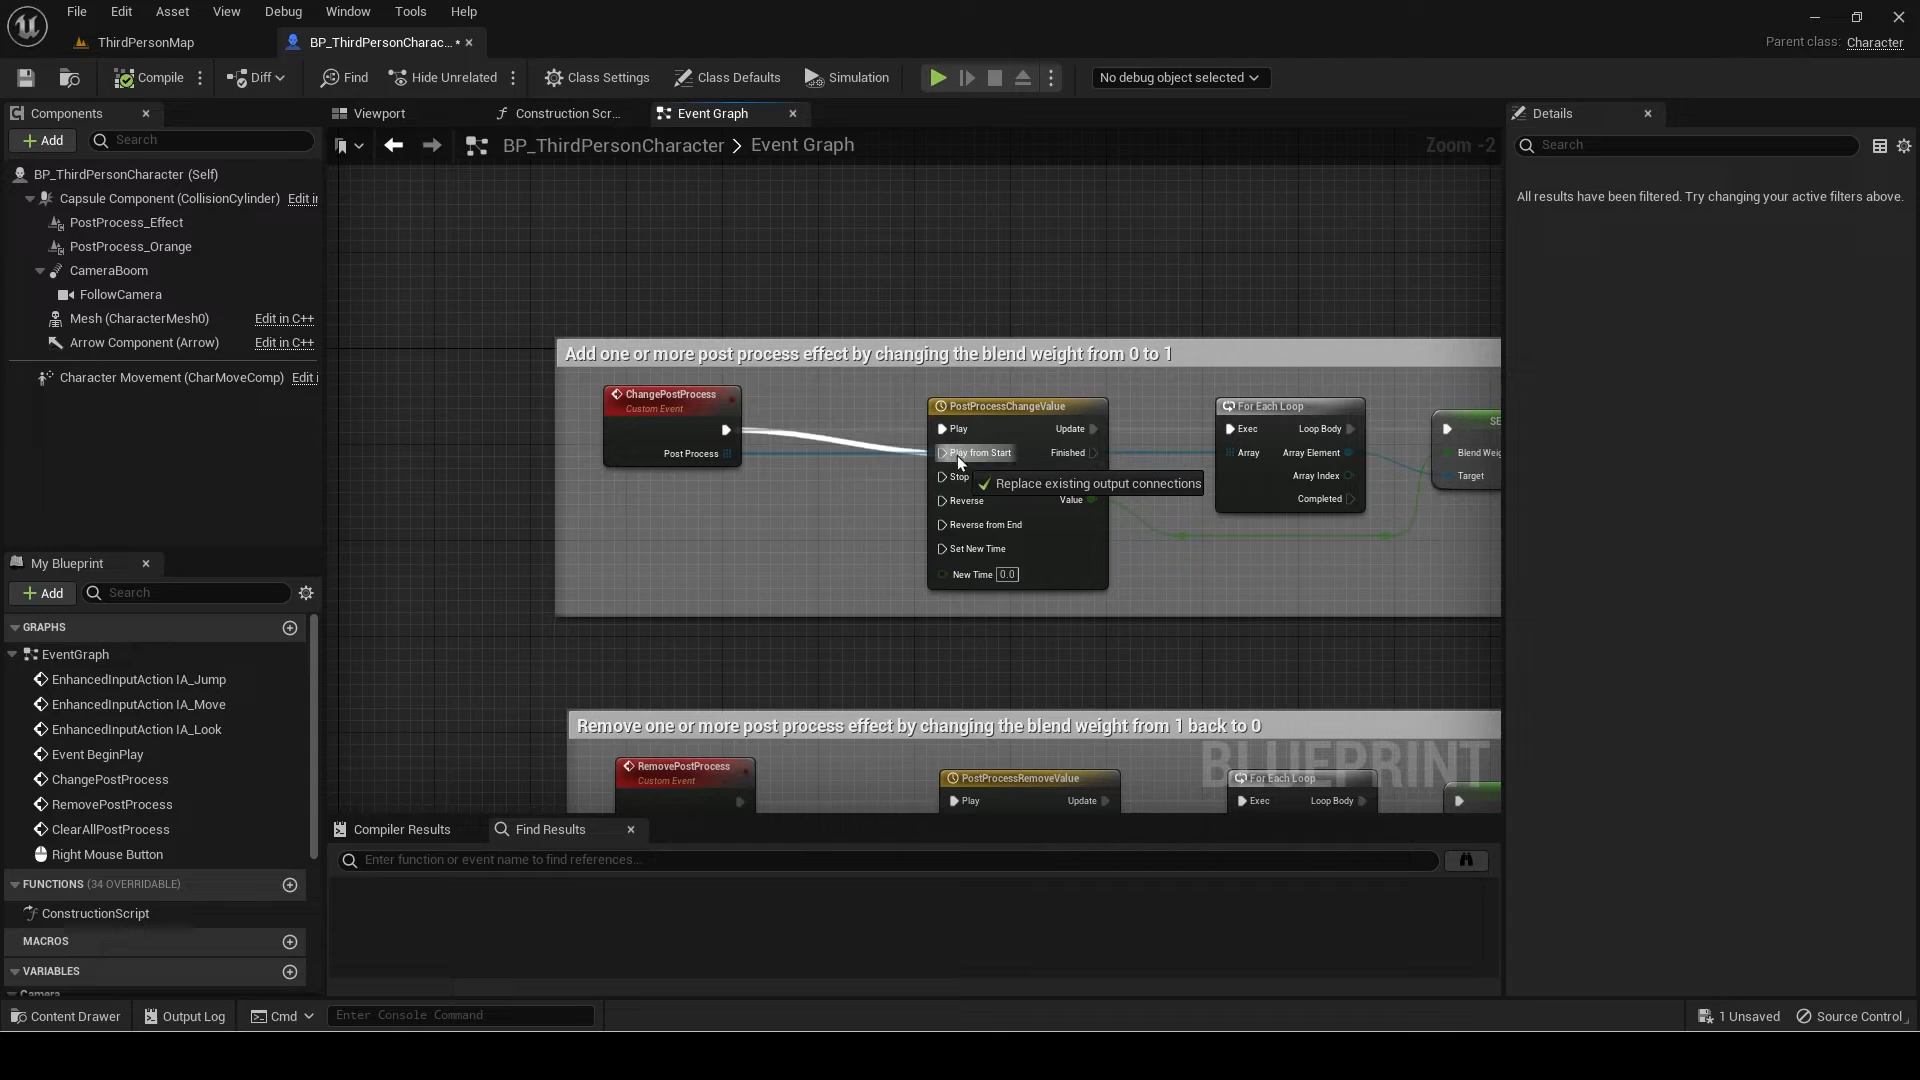 File Edit Asset View Debug Window Tools Help
ThirdPersonMap
BP_ThirdPersonCharac... *
Parent class: Character
Compile
Diff
Find
Hide Unrelated
Class Settings
Class Defaults
Simulation
No debug object selected
Components
Add
Search
BP_ThirdPersonCharacter (Self)
Capsule Component (CollisionCylinder) Edit i
PostProcess_Effect
PostProcess_Orange
CameraBoom
FollowCamera
Mesh (CharacterMesh0) Edit in C++
Arrow Component (Arrow) Edit in C++
Character Movement (CharMoveComp) Edit i
My Blueprint
Add
Search
GRAPHS
EventGraph
EnhancedInputAction IA_Jump
EnhancedInputAction IA_Move
EnhancedInputAction IA_Look
Event BeginPlay
ChangePostProcess
RemovePostProcess
ClearAllPostProcess
Right Mouse Button
FUNCTIONS (34 OVERRIDABLE)
ConstructionScript
MACROS
VARIABLES
Camera
Viewport
Construction Scr...
Event Graph
BP_ThirdPersonCharacter > Event Graph
Zoom -2
Add one or more post process effect by changing the blend weight from 0 to 1
ChangePostProcess
Custom Event
Post Process
PostProcessChangeValue
Play Update
Play from Start Finished
Stop
Replace existing output connections
Reverse Value
Reverse from End
Set New Time
New Time 0.0
For Each Loop
Exec Loop Body
Array Array Element
Array Index
Completed
SE
Blend Weig
Target
Remove one or more post process effect by changing the blend weight from 1 back to 0
BLUEPRINT
RemovePostProcess
Custom Event
PostProcessRemoveValue
Play Update
For Each Loop
Exec Loop Body
Compiler Results
Find Results
Enter function or event name to find references...
Details
Search
All results have been filtered. Try changing your active filters above.
Content Drawer
Output Log
Cmd
Enter Console Command
1 Unsaved
Source Control